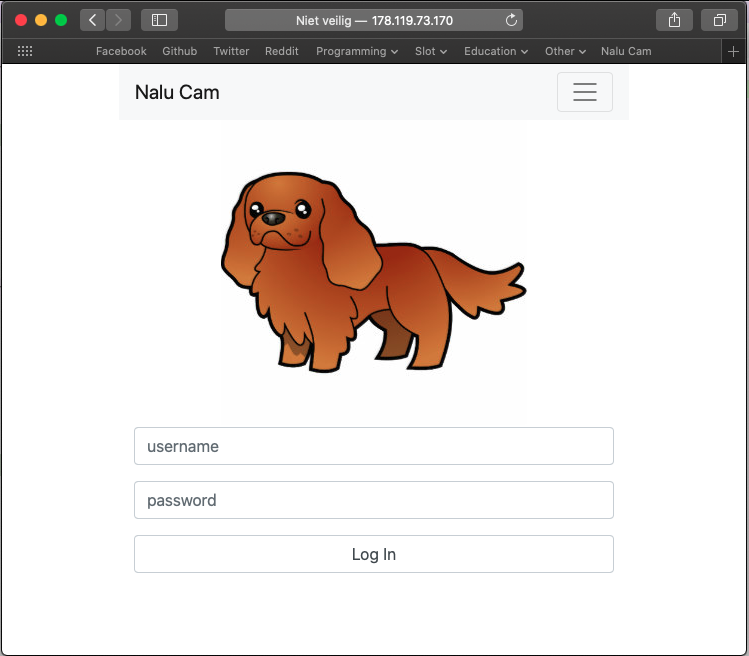 Niet veilig — 178.119.73.170
Facebook Github Twitter Reddit Programming Slot Education Other Nalu Cam
Nalu Cam
username
password
Log In